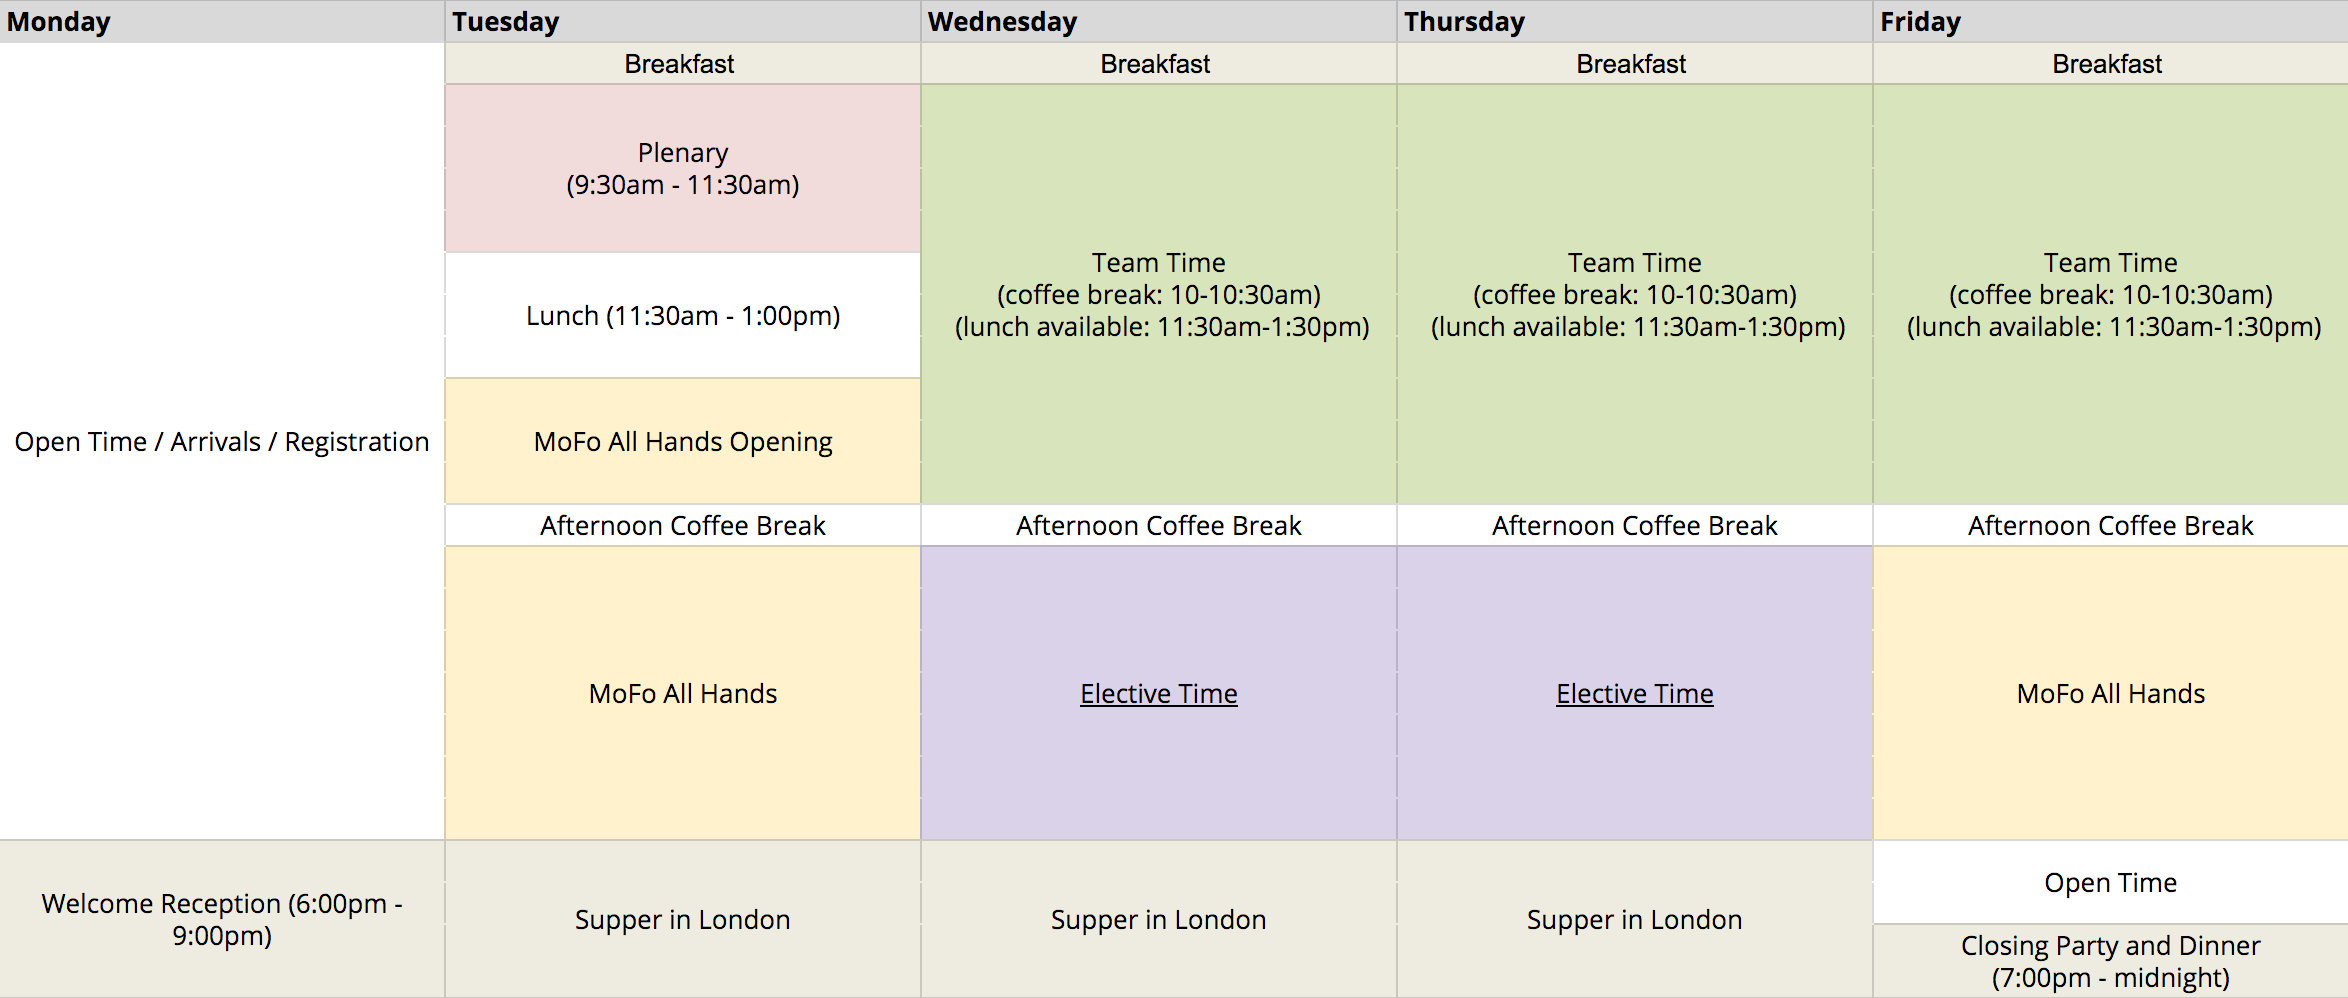 Monday
Tuesday
Wednesday
Thursday
Friday
Breakfast
Breakfast
Breakfast
Breakfast
Open Time / Arrivals / Registration
Plenary
(9:30am - 11:30am)
Lunch (11:30am - 1:00pm)
MoFo All Hands Opening
Team Time
(coffee break: 10-10:30am)
(lunch available: 11:30am-1:30pm)
Team Time
(coffee break: 10-10:30am)
(lunch available: 11:30am-1:30pm)
Team Time
(coffee break: 10-10:30am)
(lunch available: 11:30am-1:30pm)
Afternoon Coffee Break
Afternoon Coffee Break
Afternoon Coffee Break
Afternoon Coffee Break
MoFo All Hands
Elective Time
Elective Time
MoFo All Hands
Welcome Reception (6:00pm -
9:00pm)
Supper in London
Supper in London
Supper in London
Open Time
Closing Party and Dinner
(7:00pm - midnight)